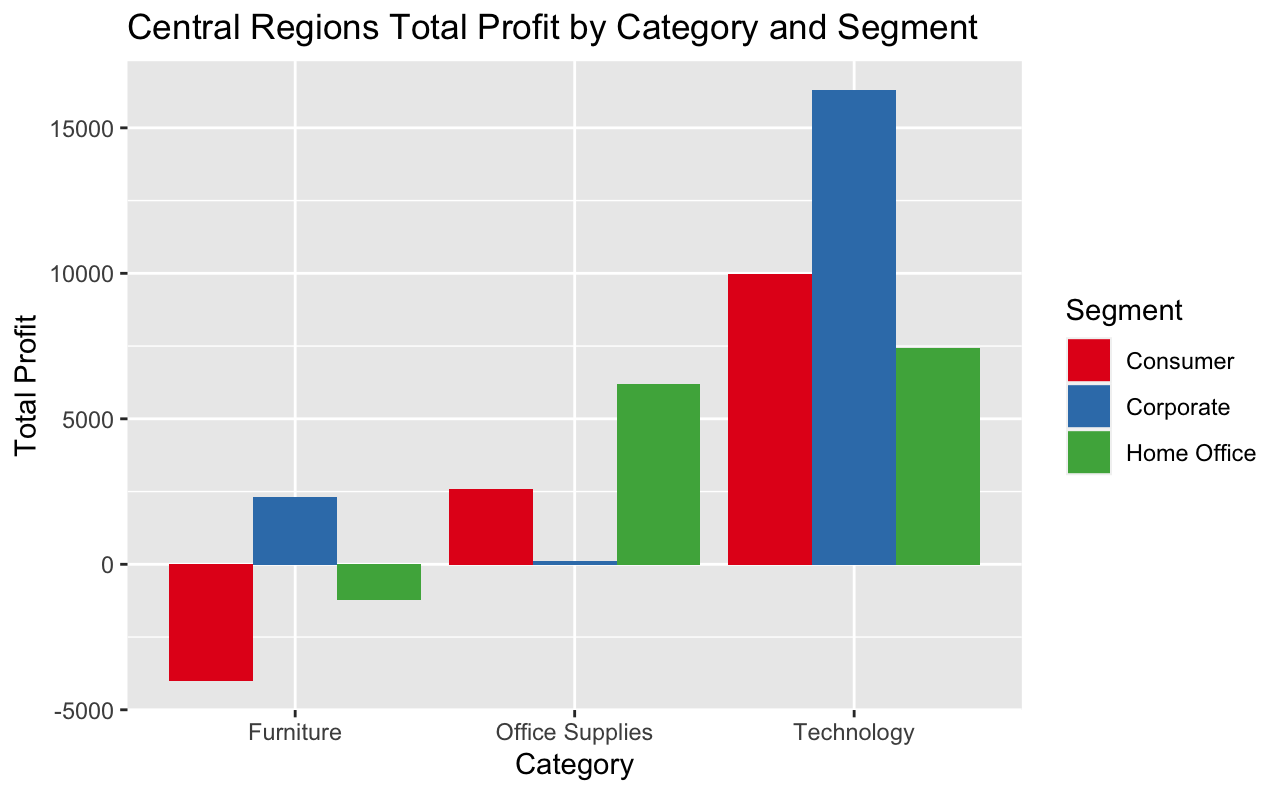 Central Regions Total Profit by Category and Segment
15000
10000
5000
0
-5000
Total Profit
Furniture
Office Supplies
Technology
Category
Segment
Consumer
Corporate
Home Office